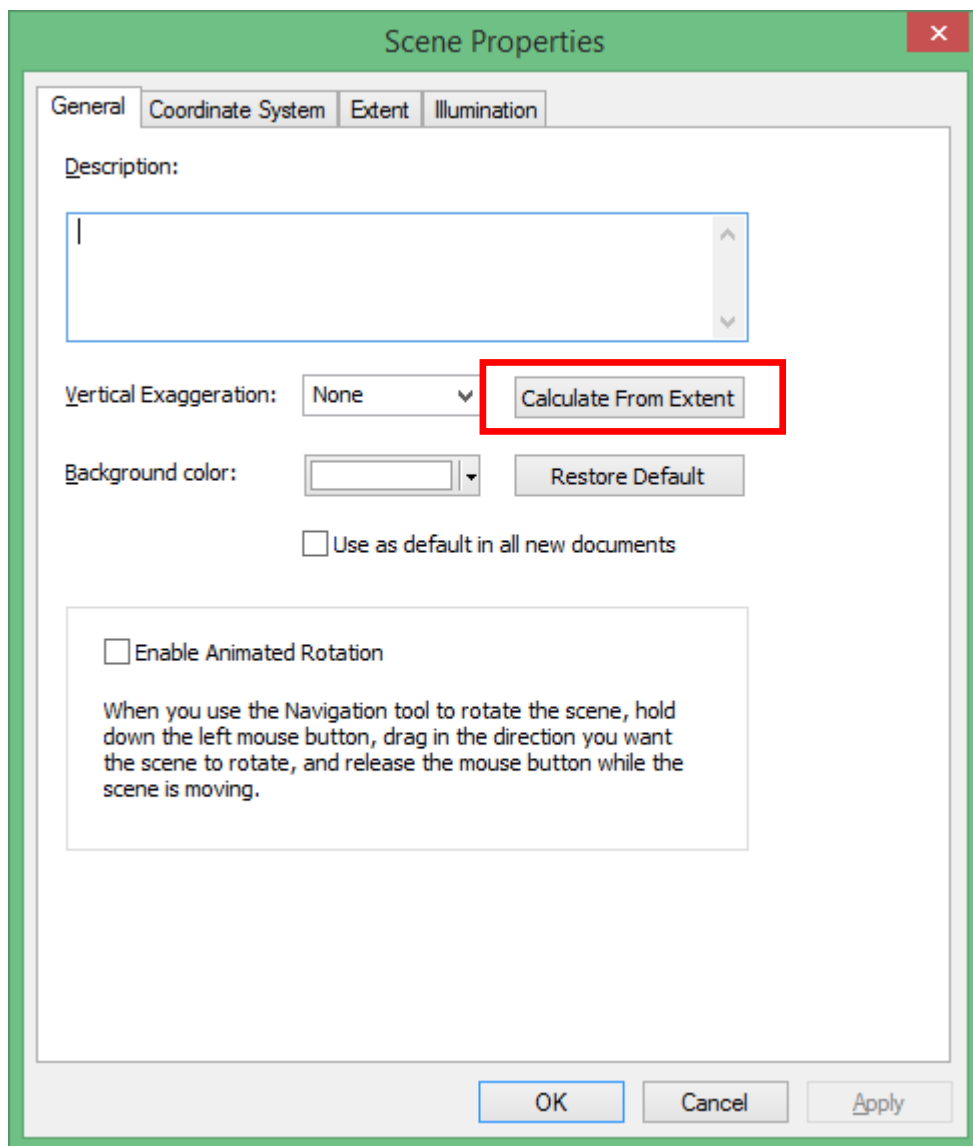 Scene Properties
General Coordinate System Extent Illumination
Description:
Vertical Exaggeration: None Calculate From Extent
Background color: Restore Default
Use as default in all new documents
Enable Animated Rotation
When you use the Navigation tool to rotate the scene, hold
down the left mouse button, drag in the direction you want
the scene to rotate, and release the mouse button while the
scene is moving.
OK Cancel Apply